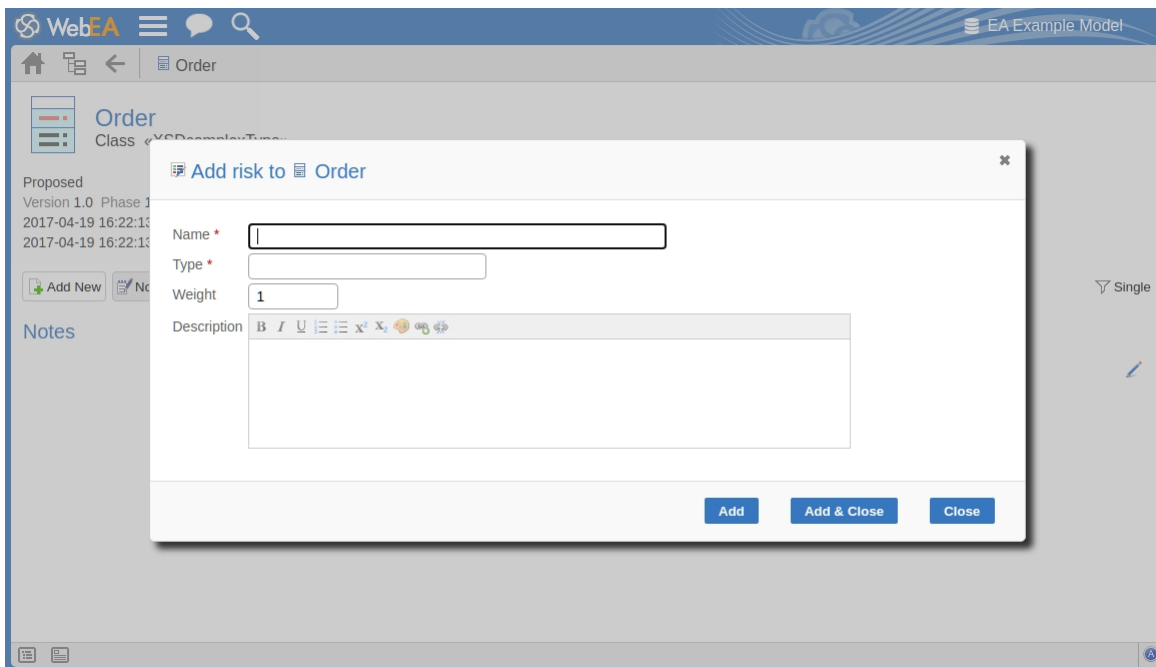 WebEA
EA Example Model
Order
Order
Class
Add risk to Order
Proposed
Version 1.0 Phase
2017-04-19 16:22:13
2017-04-19 16:22:13
Name *
Type *
Weight 1
Add New
Single
Description B I U x² x₂
Notes
Add Add & Close Close